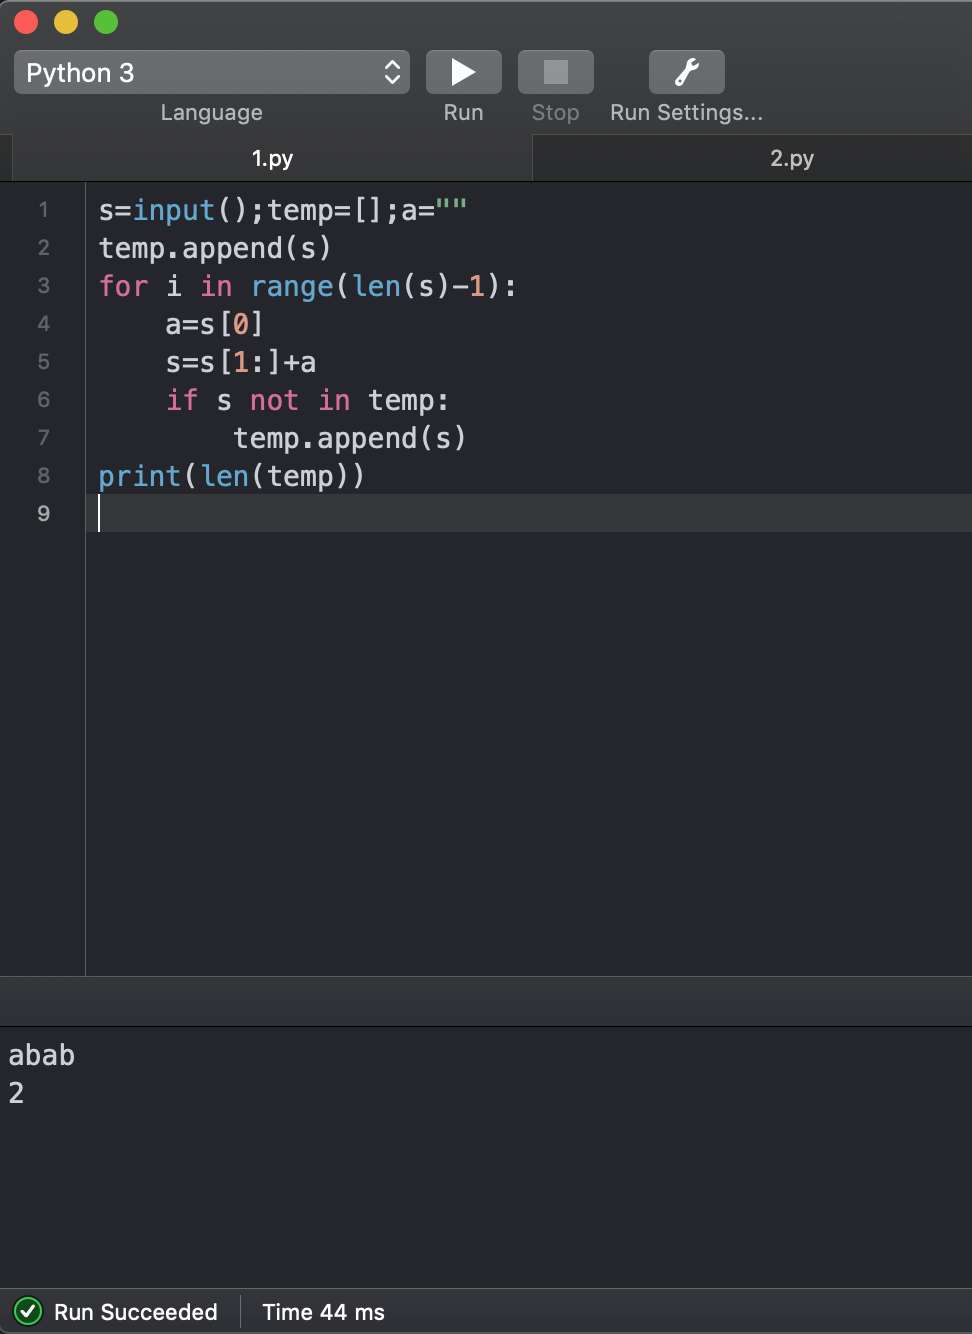 Python 3
Language
Run
Stop
Run Settings...
1.py
2.py
1 s=input();temp=[];a=""
2 temp.append(s)
3 for i in range(len(s)-1):
4     a=s[0]
5     s=s[1:]+a
6     if s not in temp:
7         temp.append(s)
8 print(len(temp))
9
abab
2
Run Succeeded
Time 44 ms